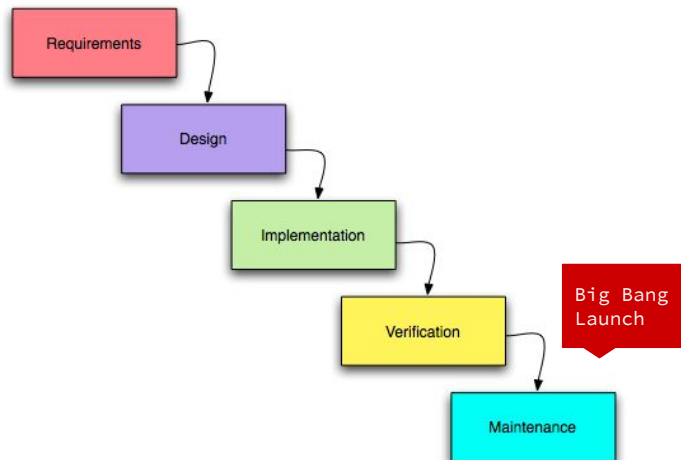 Requirements
Design
Implementation
Big Bang
Launch
Verification
Maintenance